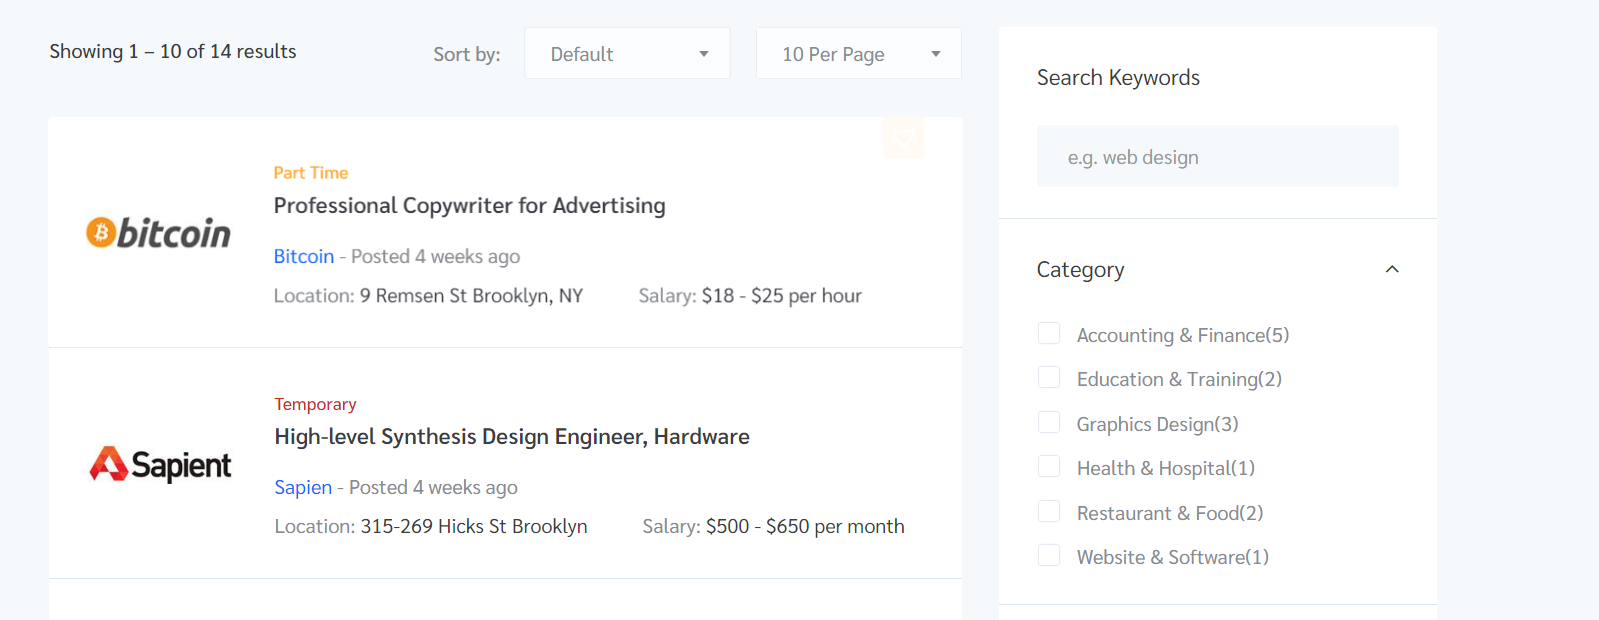 Showing 1 – 10 of 14 results
Sort by:
Default
10 Per Page
bitcoin
Part Time
Professional Copywriter for Advertising
Bitcoin - Posted 4 weeks ago
Location: 9 Remsen St Brooklyn, NY Salary: $18 - $25 per hour
Sapient
Temporary
High-level Synthesis Design Engineer, Hardware
Sapien - Posted 4 weeks ago
Location: 315-269 Hicks St Brooklyn Salary: $500 - $650 per month
Search Keywords
e.g. web design
Category
Accounting & Finance(5)
Education & Training(2)
Graphics Design(3)
Health & Hospital(1)
Restaurant & Food(2)
Website & Software(1)